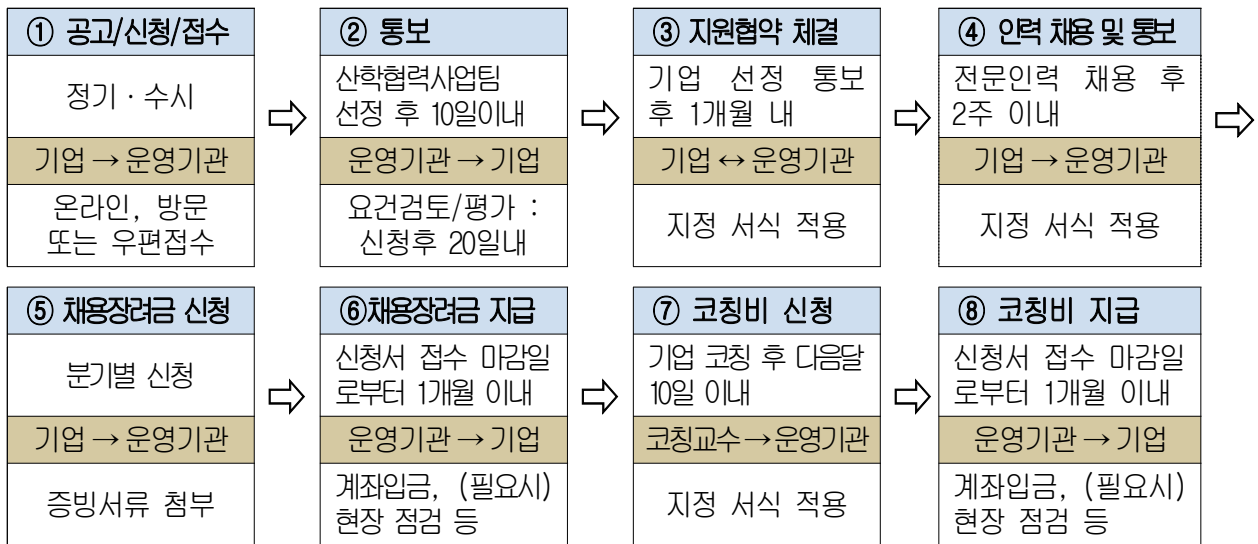 ① 공고/신청/접수
정기 · 수시
기업 → 운영기관
온라인, 방문
또는 우편접수
② 통보
산학협력사업팀
선정 후 10일이내
운영기관 → 기업
요건검토/평가 :
신청후 20일내
③ 지원협약 체결
기업 선정 통보
후 1개월 내
기업 ↔ 운영기관
지정 서식 적용
④ 인력 채용 및 통보
전문인력 채용 후
2주 이내
기업 → 운영기관
지정 서식 적용
⑤ 채용장려금 신청
분기별 신청
기업 → 운영기관
증빙서류 첨부
⑥채용장려금 지급
신청서 접수 마감일
로부터 1개월 이내
운영기관 → 기업
계좌입금, (필요시)
현장 점검 등
⑦ 코칭비 신청
기업 코칭 후 다음달
10일 이내
코칭교수 → 운영기관
지정 서식 적용
⑧ 코칭비 지급
신청서 접수 마감일
로부터 1개월 이내
운영기관 → 기업
계좌입금, (필요시)
현장 점검 등